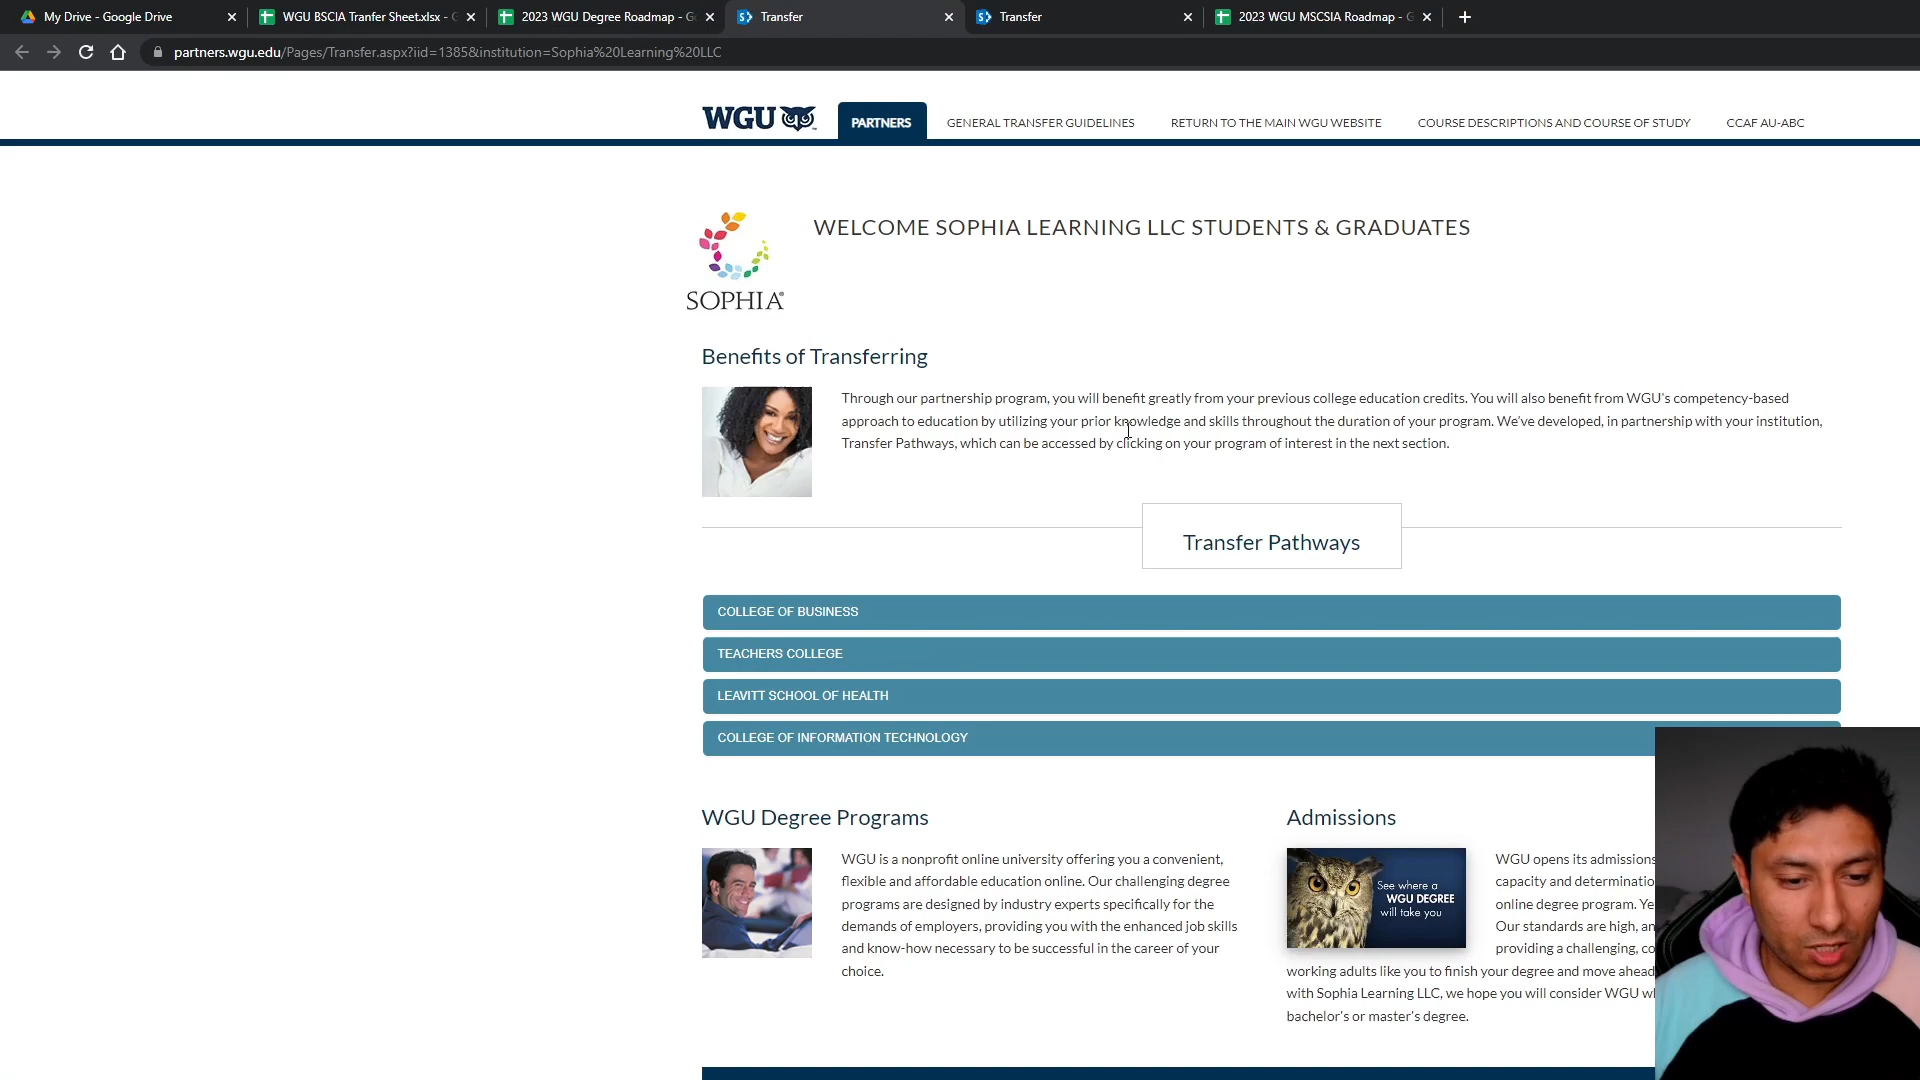 My Drive - Google Drive
WGU BSCIA Tranfer Sheet.xlsx -
2023 WGU Degree Roadmap -
Transfer
Transfer
2023 WGU MSCSIA Roadmap -
partners.wgu.edu/Pages/Transfer.aspx?iid=1385&institution=Sophia%20Learning%20LLC
WGU
PARTNERS
GENERAL TRANSFER GUIDELINES
RETURN TO THE MAIN WGU WEBSITE
COURSE DESCRIPTIONS AND COURSE OF STUDY
CCAF AU-ABC
WELCOME SOPHIA LEARNING LLC STUDENTS & GRADUATES
SOPHIA®
Benefits of Transferring
Through our partnership program, you will benefit greatly from your previous college education credits. You will also benefit from WGU's competency-based
approach to education by utilizing your prior knowledge and skills throughout the duration of your program. We've developed, in partnership with your institution,
Transfer Pathways, which can be accessed by clicking on your program of interest in the next section.
Transfer Pathways
COLLEGE OF BUSINESS
TEACHERS COLLEGE
LEAVITT SCHOOL OF HEALTH
COLLEGE OF INFORMATION TECHNOLOGY
WGU Degree Programs
WGU is a nonprofit online university offering you a convenient,
flexible and affordable education online. Our challenging degree
programs are designed by industry experts specifically for the
demands of employers, providing you with the enhanced job skills
and know-how necessary to be successful in the career of your
choice.
Admissions
See where a
WGU DEGREE
will take you
WGU opens its admissions
capacity and determinatio
online degree program. Ye
Our standards are high, an
providing a challenging, co
working adults like you to finish your degree and move ahead
with Sophia Learning LLC, we hope you will consider WGU
bachelor's or master's degree.